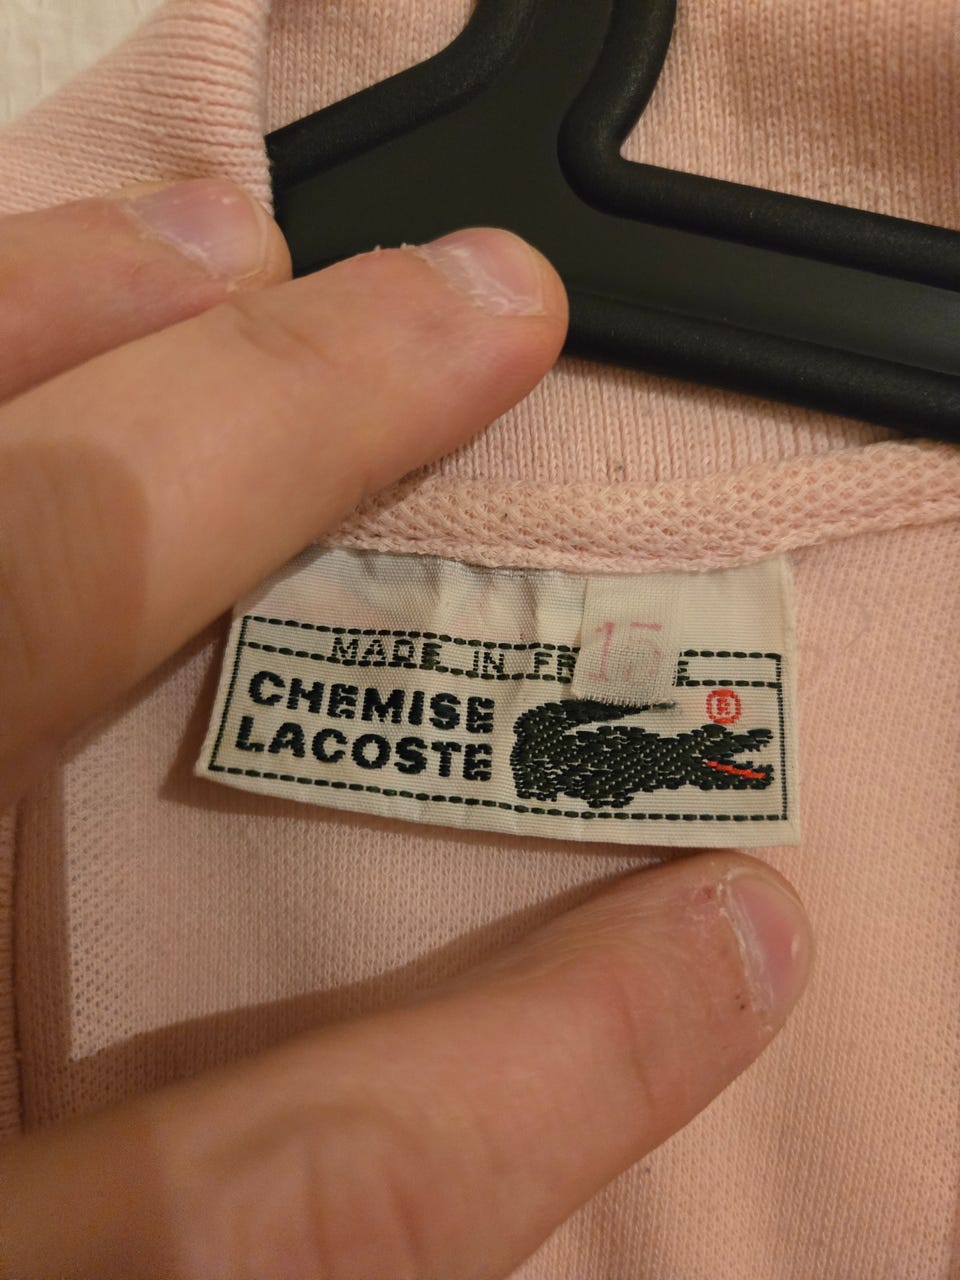 MADE IN FR E
15
CHEMISE
LACOSTE
®